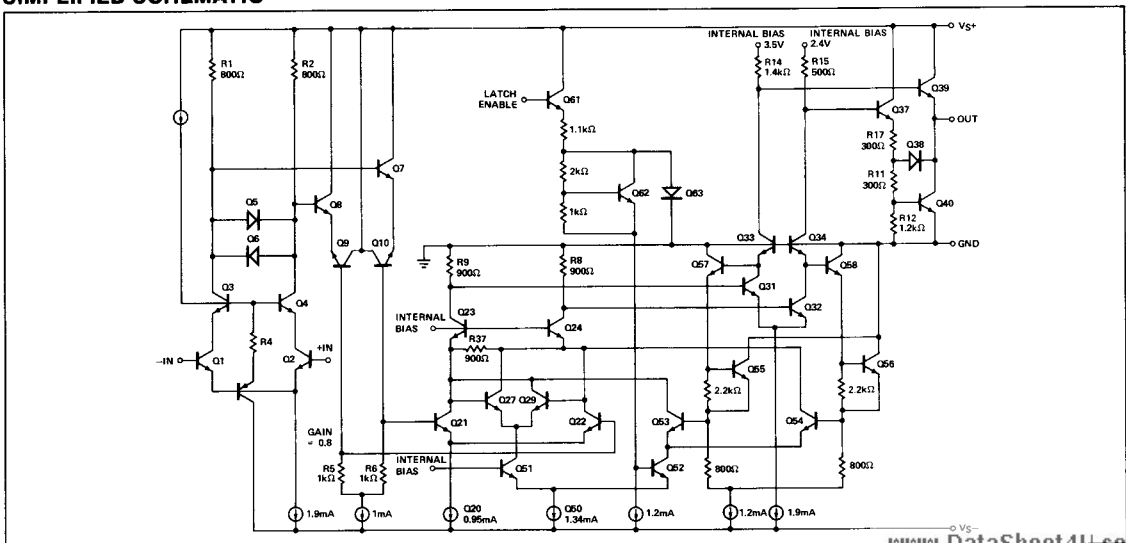 SIMPLIFIED SCHEMATIC
INTERNAL BIAS
3.5V
INTERNAL BIAS
2.4V
VS+
R1
800Ω
R2
800Ω
R14
1.4kΩ
R15
500Ω
Q39
LATCH
ENABLE
Q61
Q37
OUT
1.1kΩ
R17
300Ω
Q38
Q7
2kΩ
Q62
Q63
R11
300Ω
Q5
Q8
1kΩ
Q40
R12
1.2kΩ
Q6
Q9
Q10
Q33
Q34
GND
R9
900Ω
R8
900Ω
Q57
Q58
Q3
Q4
Q31
Q32
INTERNAL
BIAS
Q23
Q24
R4
R37
900Ω
-IN
Q1
Q2
+IN
Q55
Q56
2.2kΩ
2.2kΩ
Q21
Q27
Q29
Q22
Q53
Q54
GAIN
= 0.8
R5
1kΩ
R6
1kΩ
INTERNAL
BIAS
Q51
Q52
800Ω
800Ω
1.9mA
1mA
Q20
0.95mA
Q50
1.34mA
1.2mA
1.2mA
1.9mA
VS-
www.DataSheet4U.co